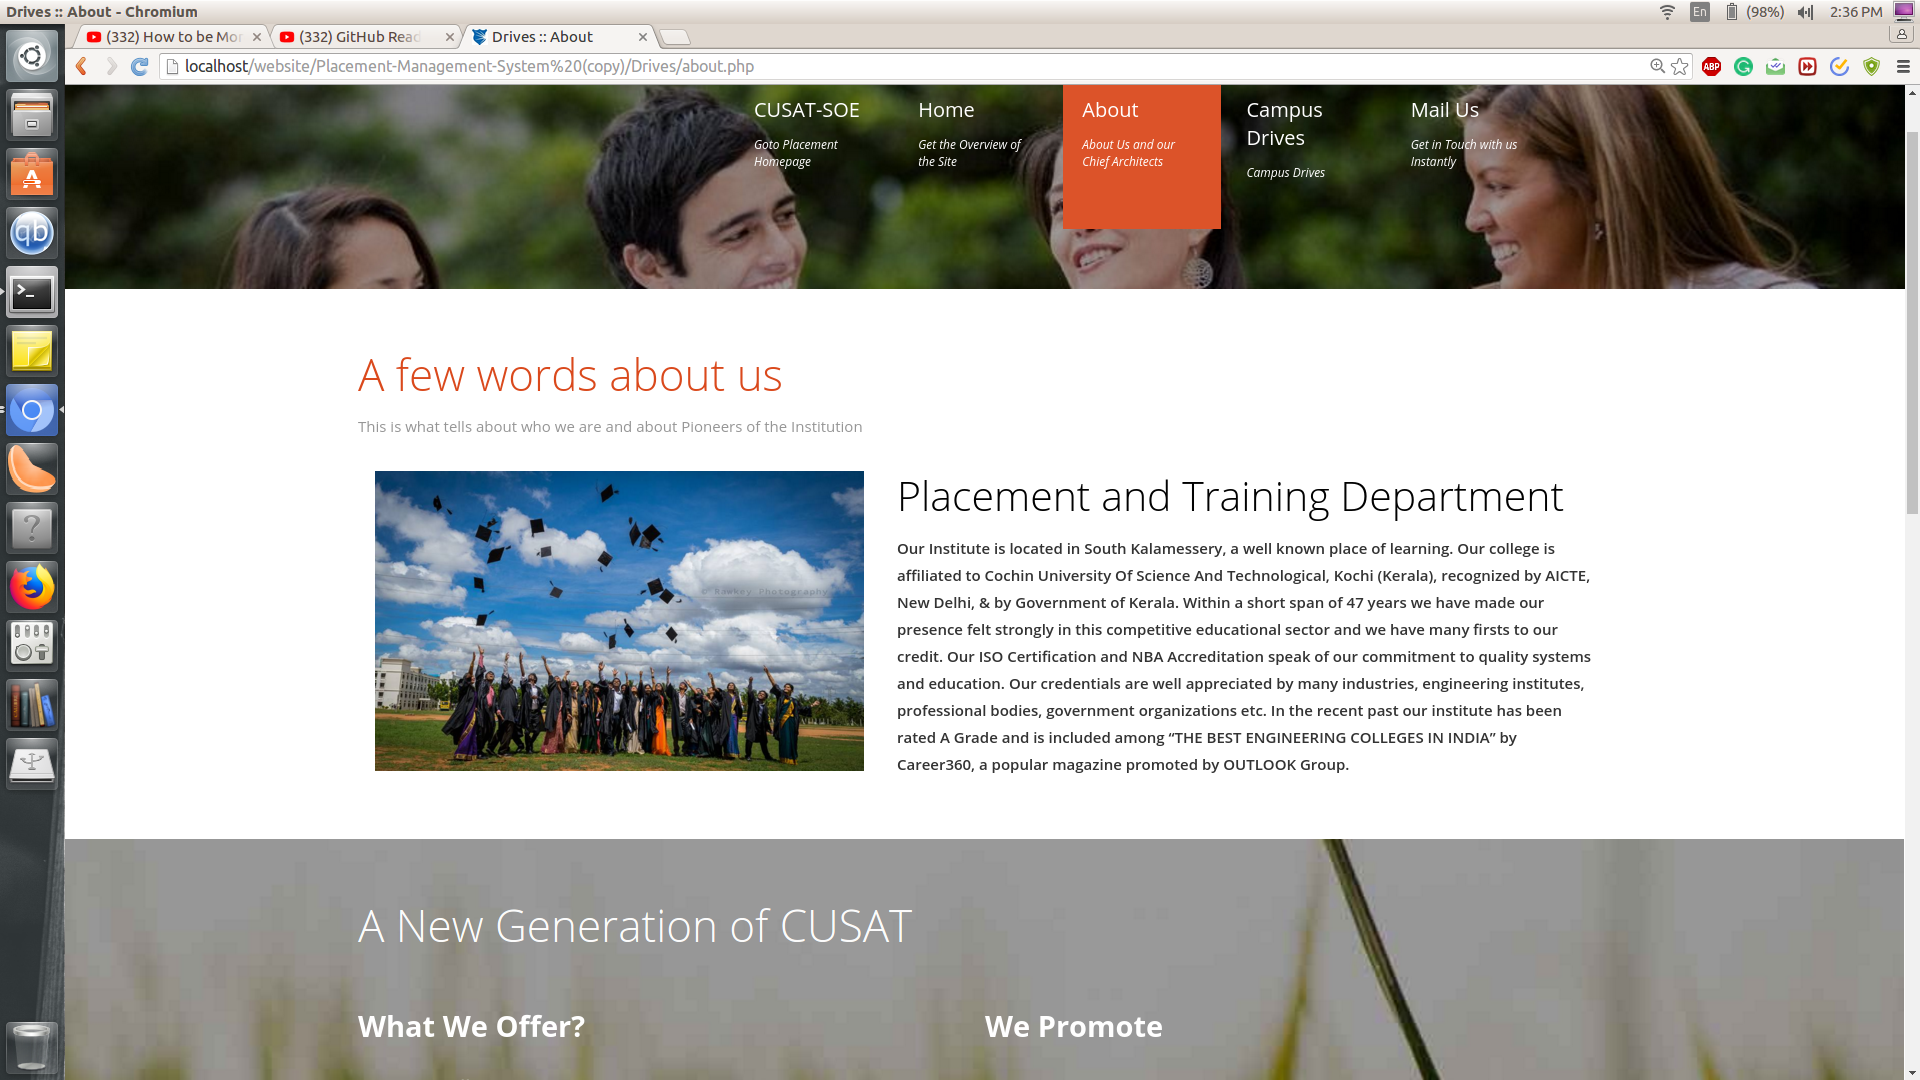 Drives :: About - Chromium
En
(98%)
2:36 PM
(332) How to be Mor
(332) GitHub Read
Drives :: About
localhost/website/Placement-Management-System%20(copy)/Drives/about.php
ABP
CUSAT-SOE
Goto Placement
Homepage
Home
Get the Overview of
the Site
About
About Us and our
Chief Architects
Campus
Drives
Campus Drives
Mail Us
Get in Touch with us
Instantly
qb
A few words about us
This is what tells about who we are and about Pioneers of the Institution
© Rawkey Photography
Placement and Training Department
Our Institute is located in South Kalamessery, a well known place of learning. Our college is
affiliated to Cochin University Of Science And Technological, Kochi (Kerala), recognized by AICTE,
New Delhi, & by Government of Kerala. Within a short span of 47 years we have made our
presence felt strongly in this competitive educational sector and we have many firsts to our
credit. Our ISO Certification and NBA Accreditation speak of our commitment to quality systems
and education. Our credentials are well appreciated by many industries, engineering institutes,
professional bodies, government organizations etc. In the recent past our institute has been
rated A Grade and is included among “THE BEST ENGINEERING COLLEGES IN INDIA” by
Career360, a popular magazine promoted by OUTLOOK Group.
A New Generation of CUSAT
What We Offer?
We Promote